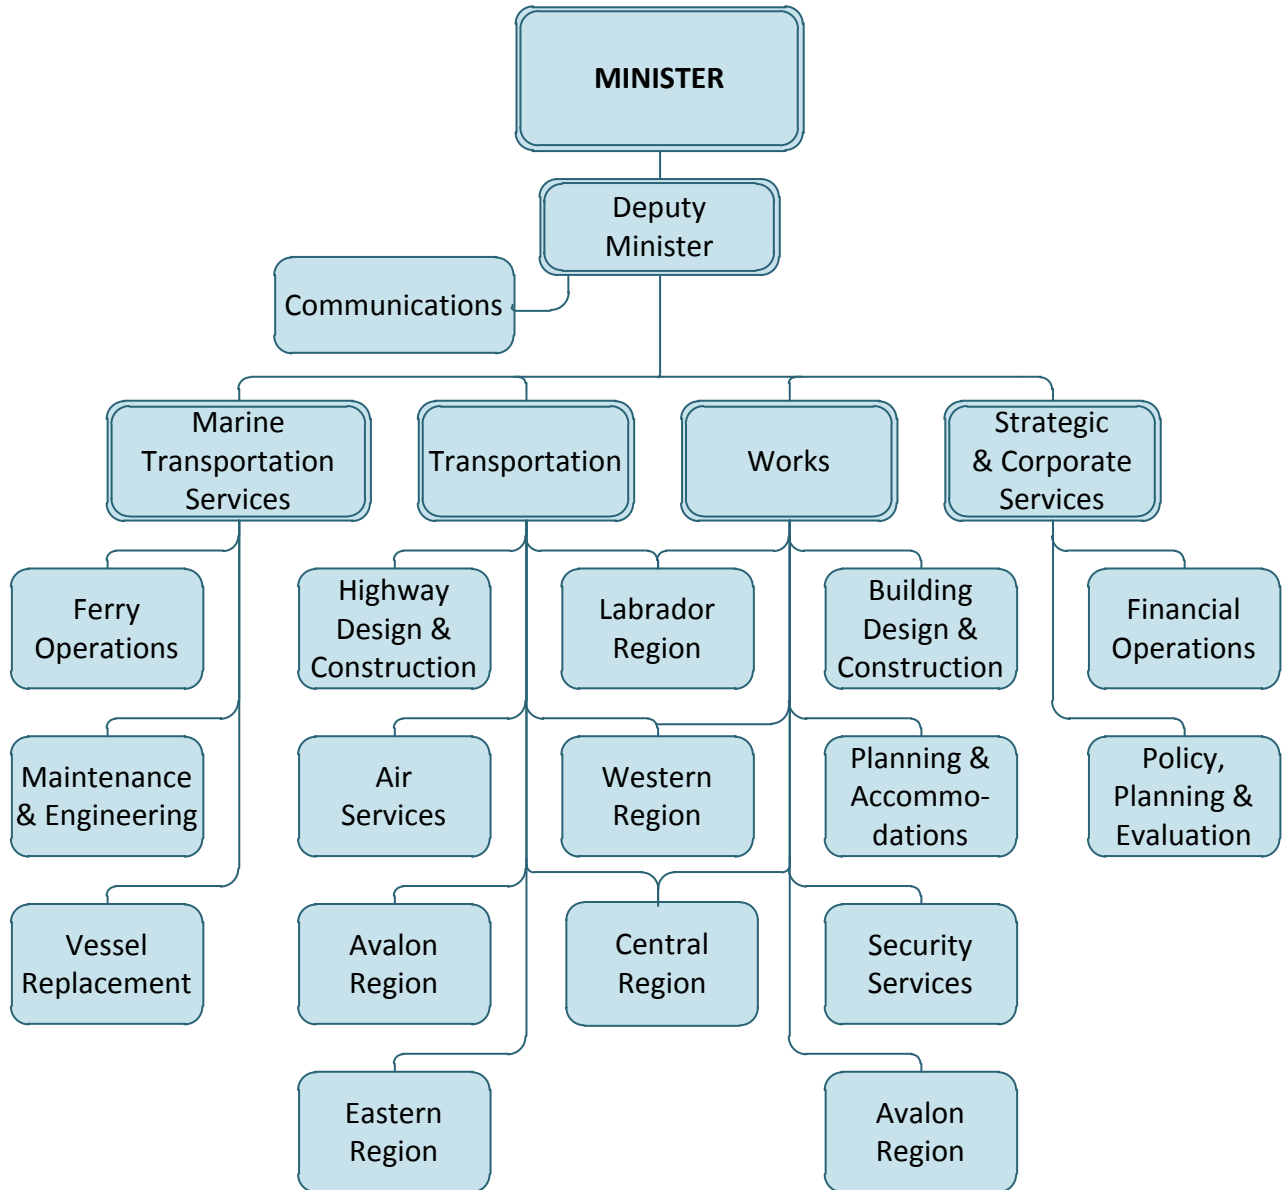 MINISTER
Deputy
Minister
Communications
Marine
Transportation
Services
Transportation
Works
Strategic
& Corporate
Services
Ferry
Operations
Highway
Design &
Construction
Labrador
Region
Building
Design &
Construction
Financial
Operations
Maintenance
& Engineering
Air
Services
Western
Region
Planning &
Accommo-
dations
Policy,
Planning &
Evaluation
Vessel
Replacement
Avalon
Region
Central
Region
Security
Services
Eastern
Region
Avalon
Region